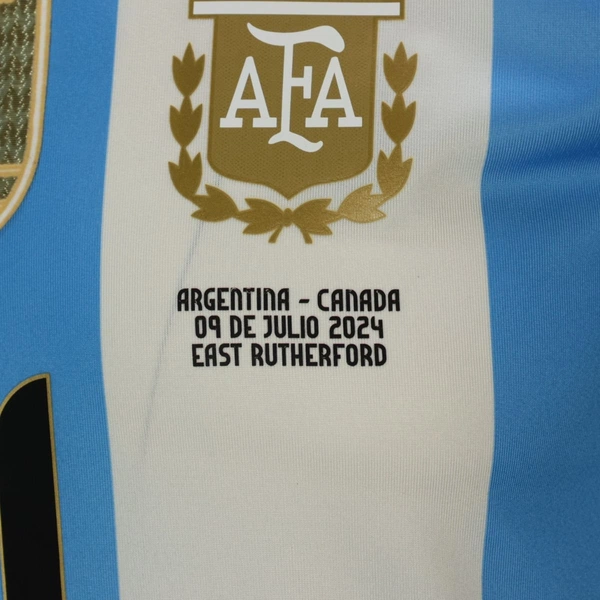 AFA
ARGENTINA - CANADA
09 DE JULIO 2024
EAST RUTHERFORD